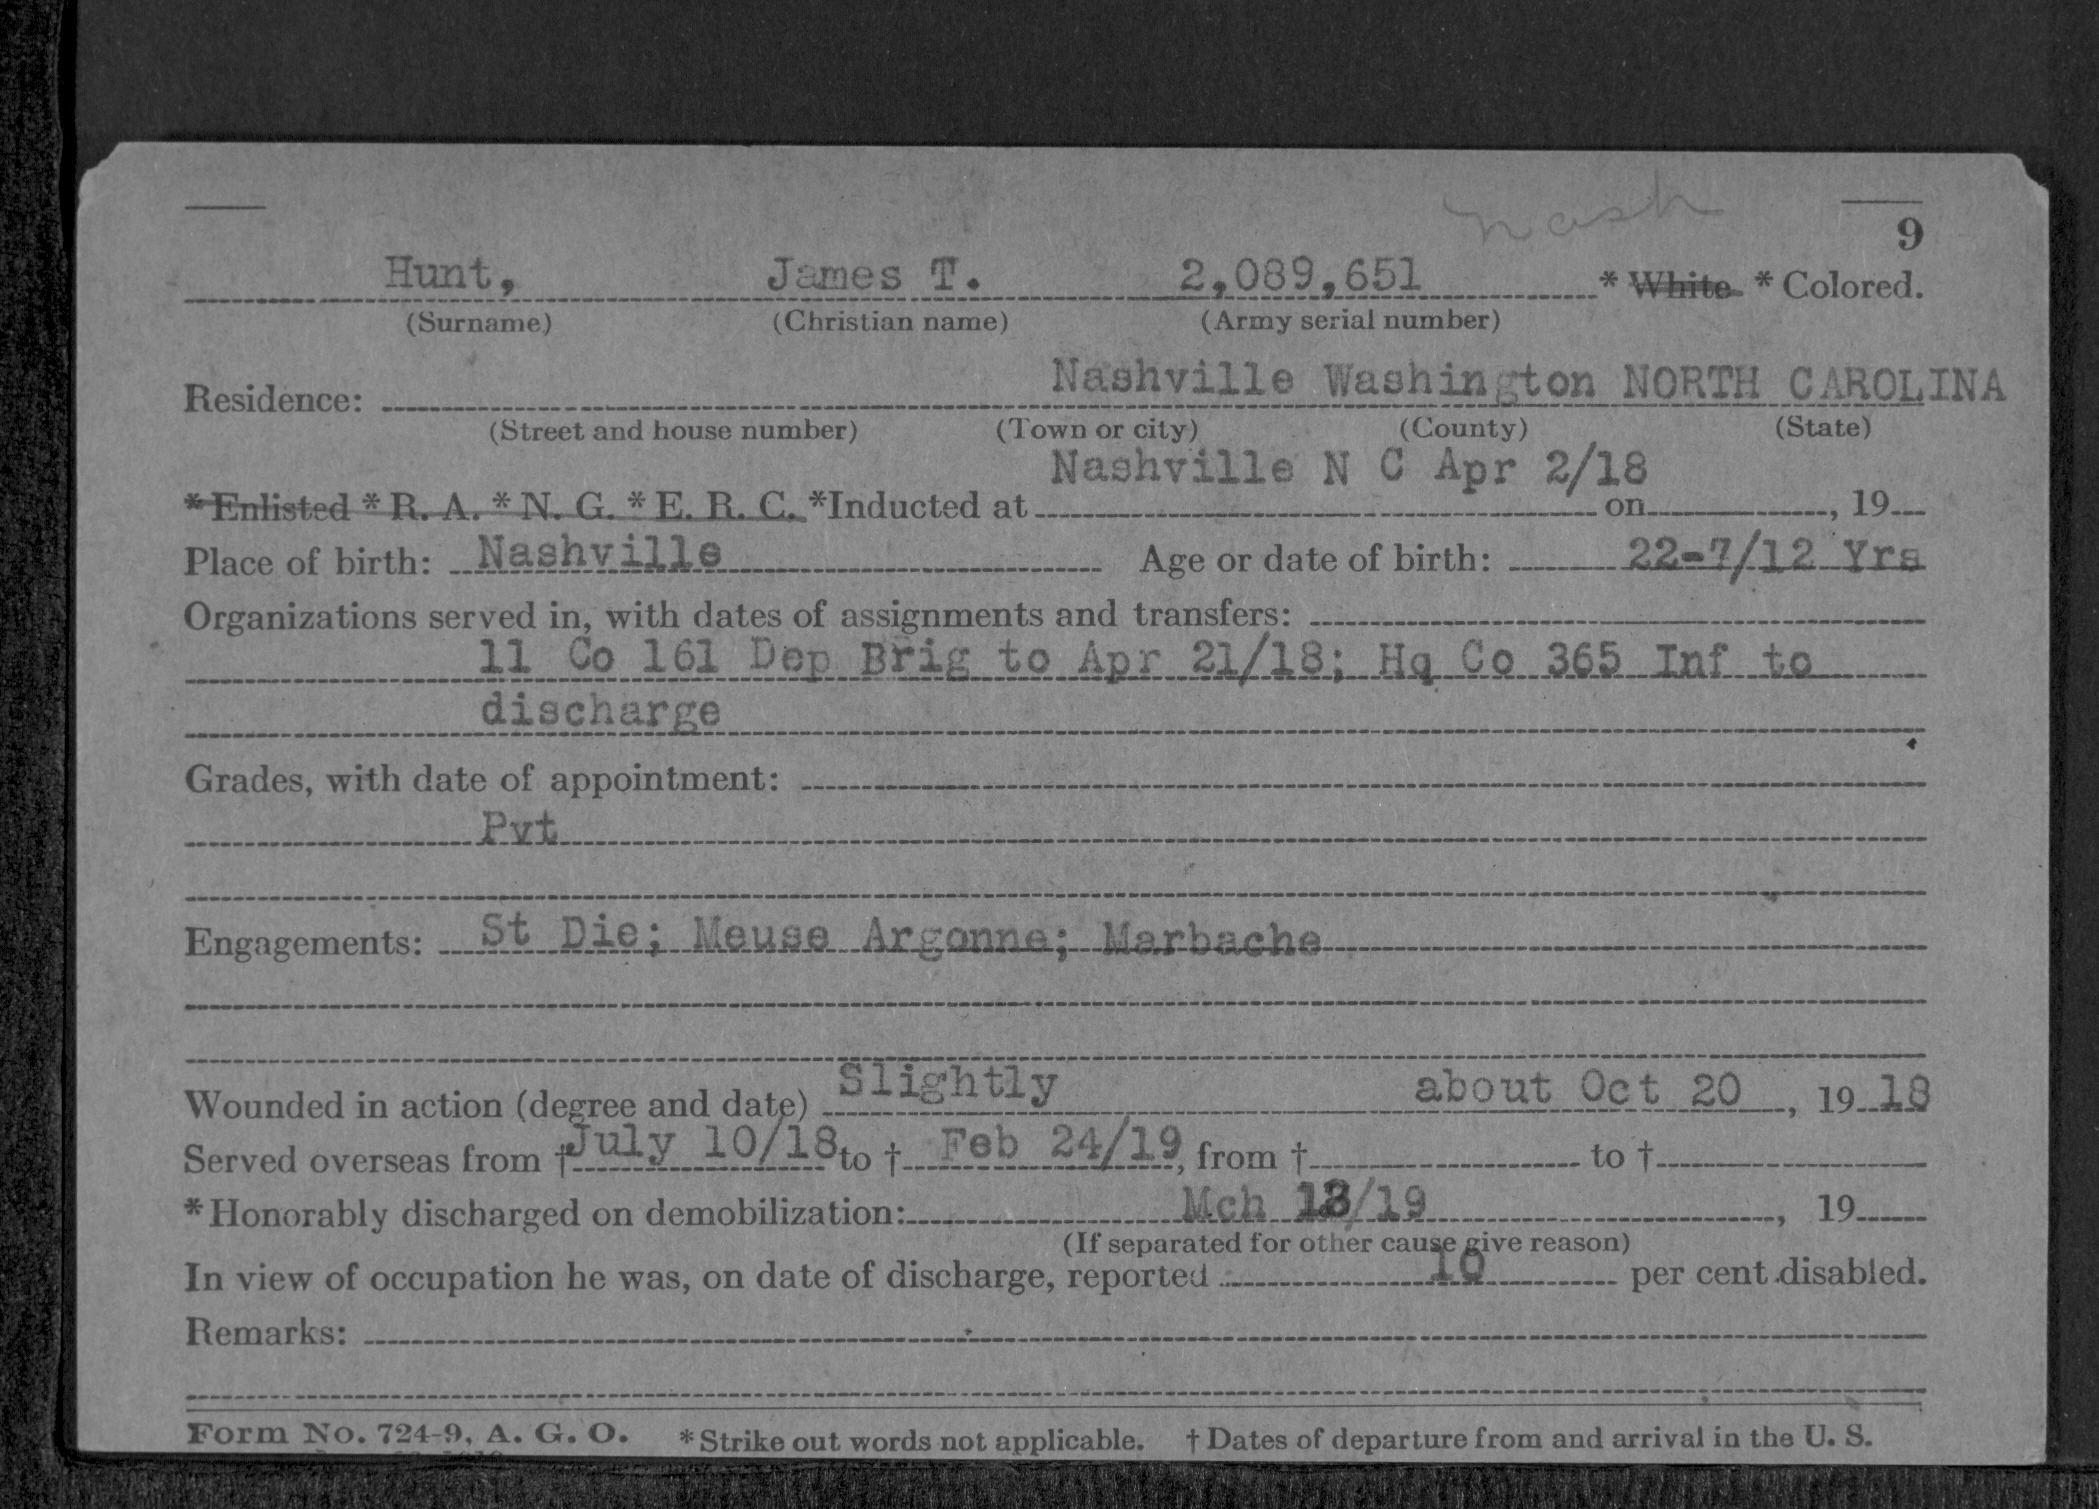 Nash
9
Hunt, James T. 2,089,651 * White * Colored.
(Surname) (Christian name) (Army serial number)
Nashville Washington NORTH CAROLINA
Residence:
(Street and house number) (Town or city) (County) (State)
Nashville N C Apr 2/18
* Enlisted * R. A. * N. G. * E. R. C. *Inducted at on , 19
Place of birth: Nashville Age or date of birth: 22-7/12 Yrs
Organizations served in, with dates of assignments and transfers:
11 Co 161 Dep Brig to Apr 21/18; Hq Co 365 Inf to
discharge
Grades, with date of appointment:
Pvt
Engagements: St Die; Meuse Argonne; Marbache
Wounded in action (degree and date) Slightly about Oct 20 , 19 18
Served overseas from † July 10/18 to † Feb 24/19, from † to †
* Honorably discharged on demobilization: Mch /19 , 19
(If separated for other cause give reason)
In view of occupation he was, on date of discharge, reported 10 per cent disabled.
Remarks:
Form No. 724-9, A. G. O. * Strike out words not applicable. † Dates of departure from and arrival in the U. S.